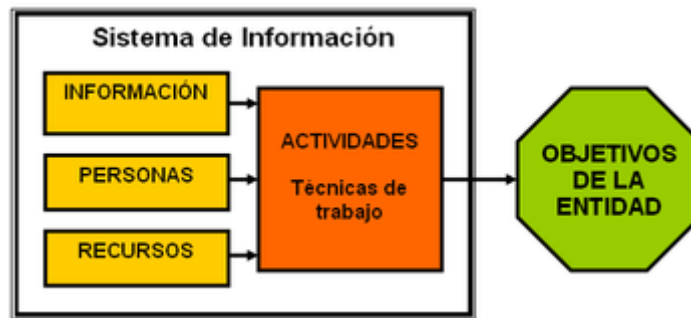 Sistema de Información
INFORMACIÓN
PERSONAS
RECURSOS
ACTIVIDADES
Técnicas de
trabajo
OBJETIVOS
DE LA
ENTIDAD